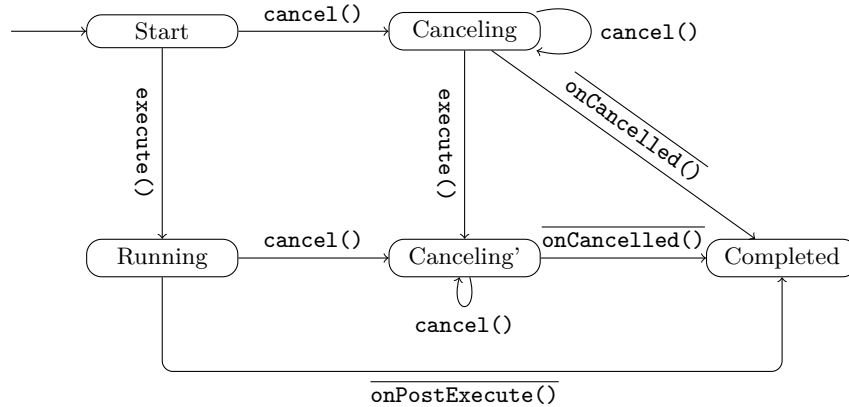 cancel()
Start
Canceling
cancel()
execute()
execute()
onCancelled()
Running
cancel()
Canceling'
onCancelled()
Completed
cancel()
onPostExecute()